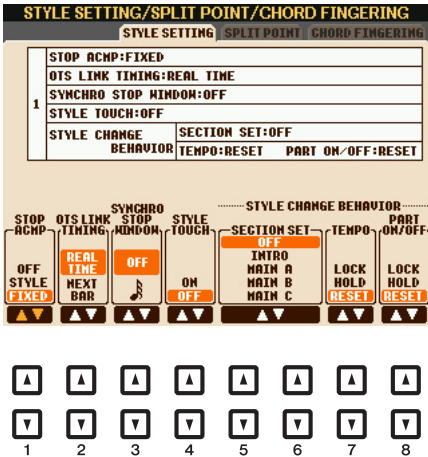 STYLE SETTING/SPLIT POINT/CHORD FINGERING
STYLE SETTING SPLIT POINT CHORD FINGERING
1
STOP ACMP:FIXED
OTS LINK TIMING:REAL TIME
SYNCHRO STOP WINDOW:OFF
STYLE TOUCH:OFF
STYLE CHANGE BEHAVIOR
SECTION SET:OFF
TEMPO:RESET PART ON/OFF:RESET
STOP ACMP
OFF
STYLE
FIXED
OTS LINK TIMING
REAL TIME
NEXT BAR
SYNCHRO STOP WINDOW
OFF
STYLE TOUCH
ON
OFF
STYLE CHANGE BEHAVIOR
SECTION SET
OFF
INTRO
MAIN A
MAIN B
MAIN C
TEMPO
LOCK
HOLD
RESET
PART ON/OFF
LOCK
HOLD
RESET
1 2 3 4 5 6 7 8